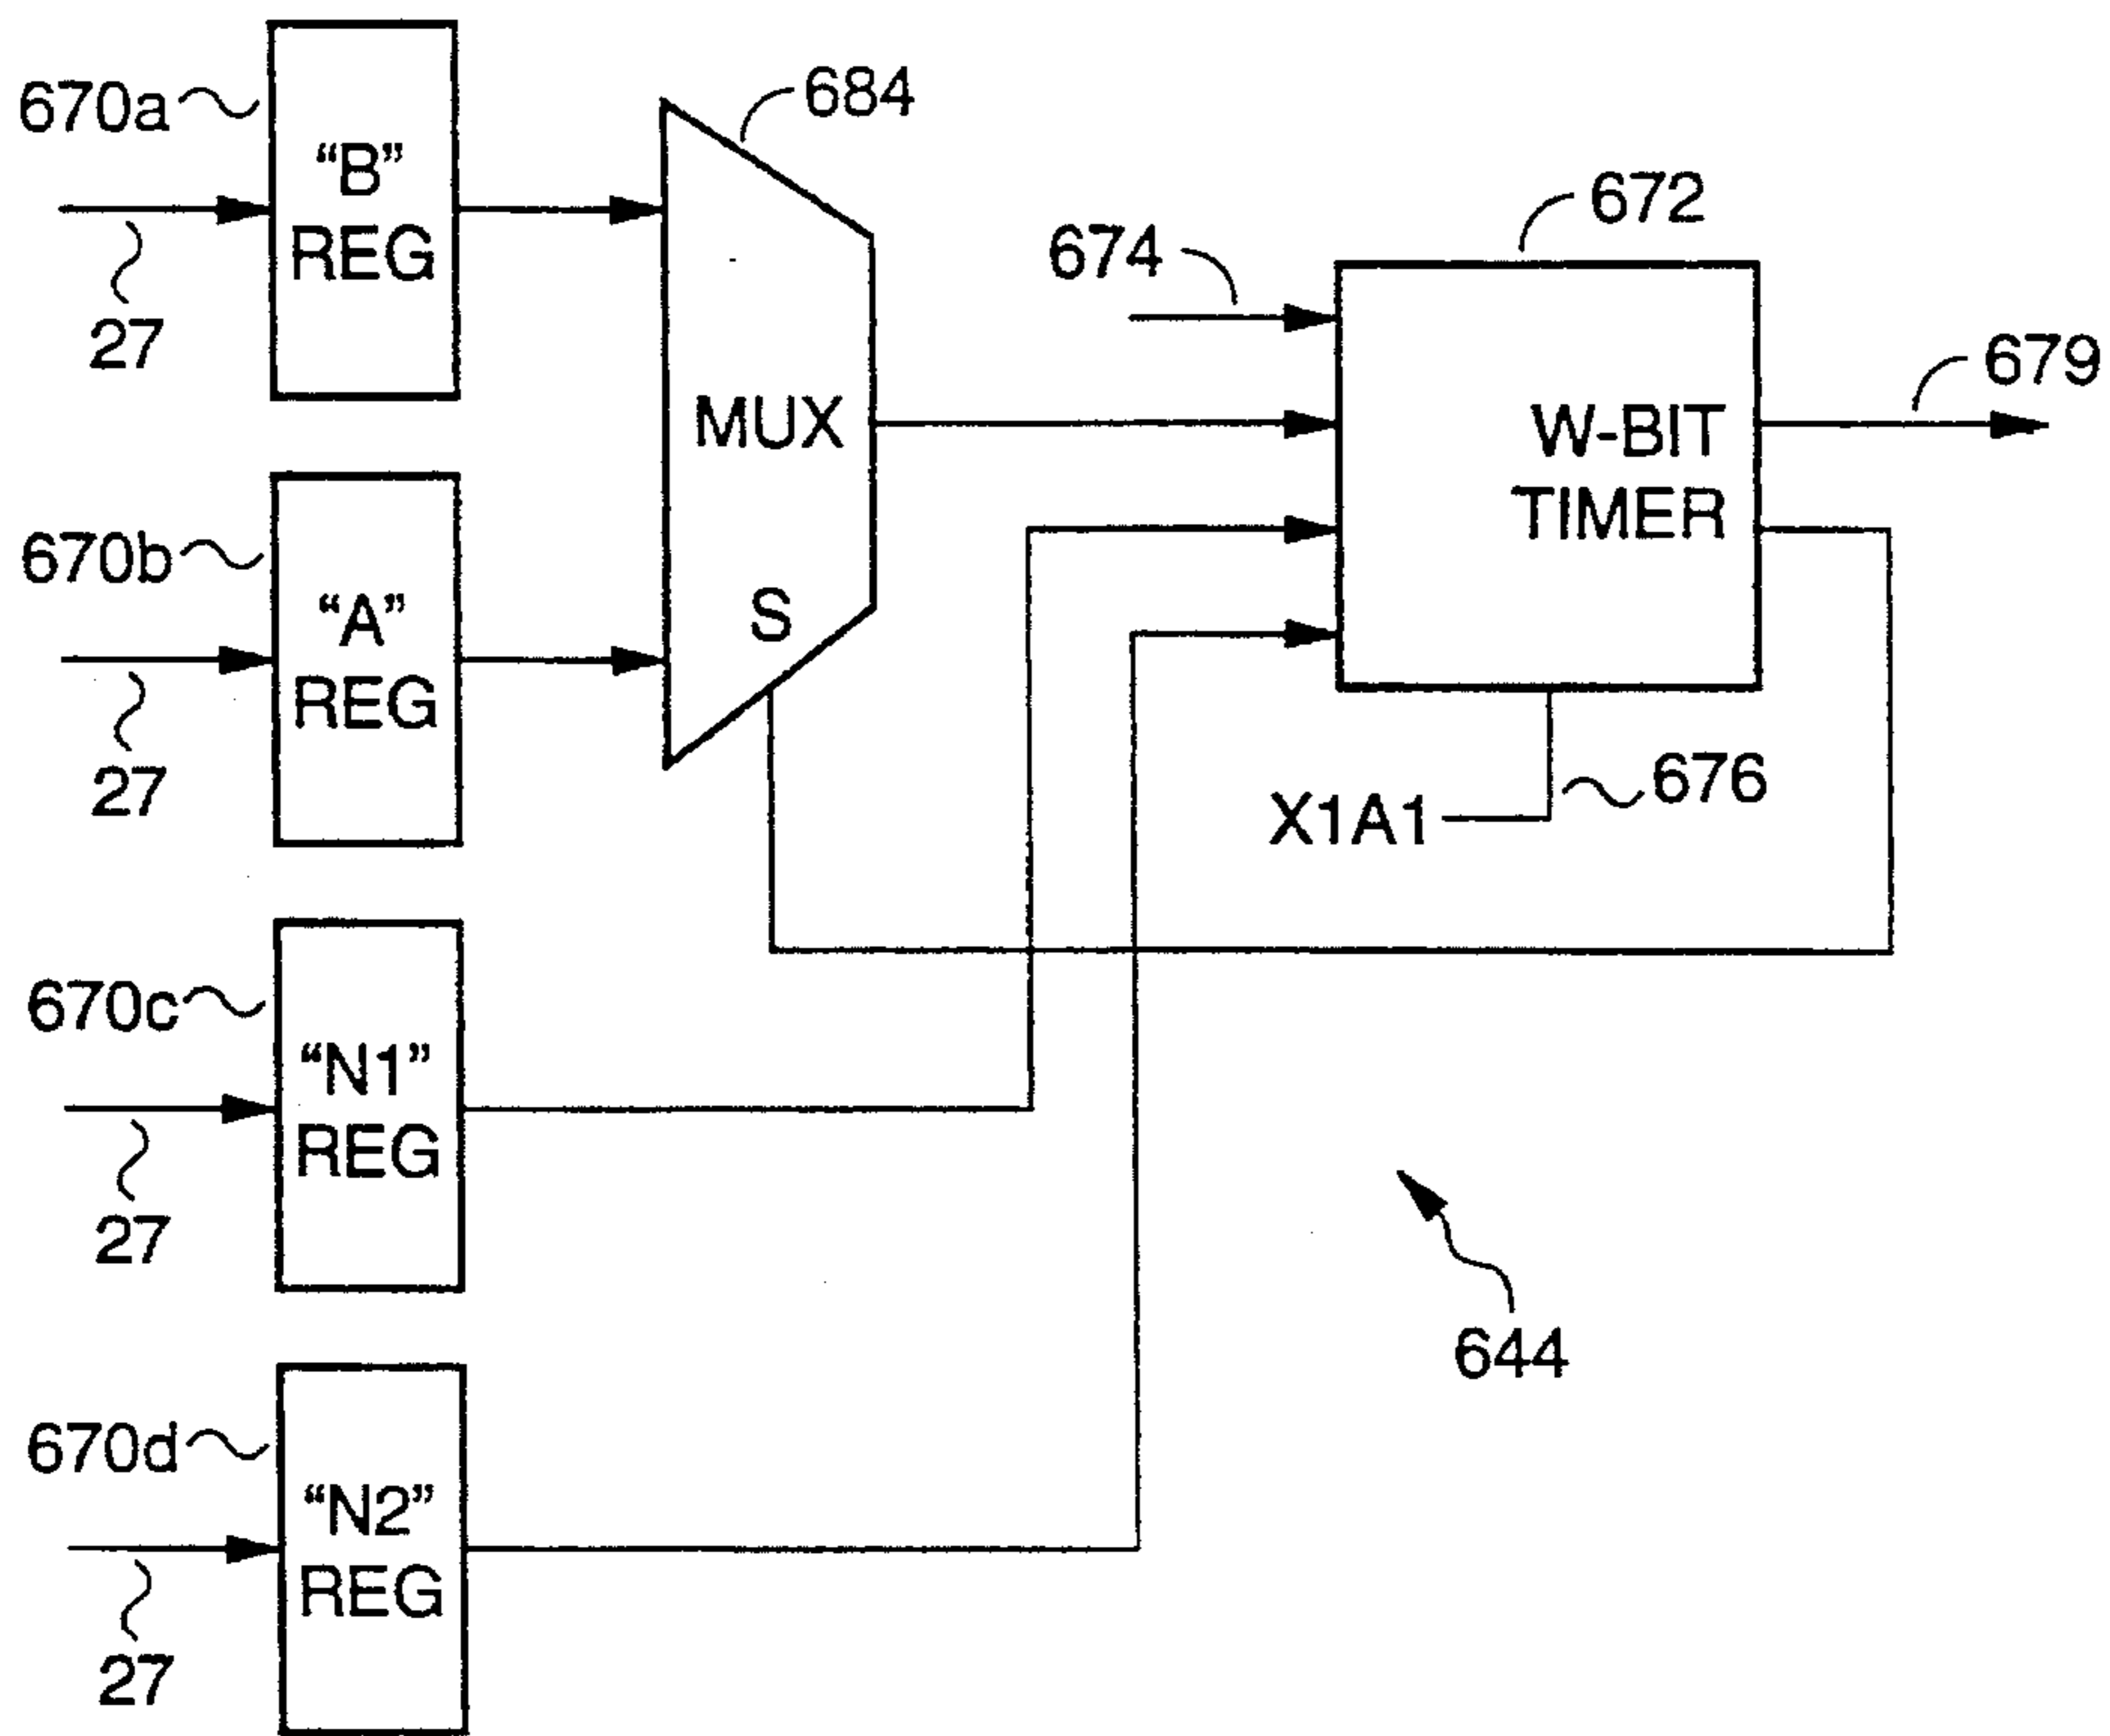 670a
“B”
REG
27
684
MUX
S
674
672
W-BIT
TIMER
679
X1A1
676
670b
“A”
REG
27
670c
“N1”
REG
27
670d
“N2”
REG
27
644